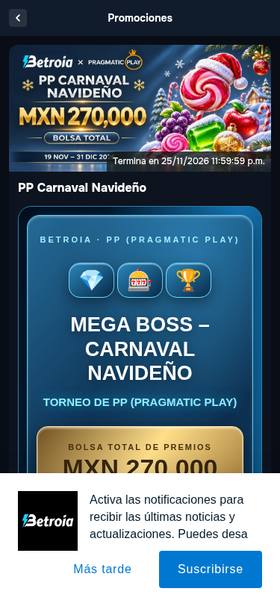 Promociones
Betroia x PRAGMATIC PLAY
PP CARNAVAL
NAVIDEÑO
MXN 270,000
BOLSA TOTAL
19 NOV – 31 DIC 20
Termina en 25/11/2026 11:59:59 p.m.
PP Carnaval Navideño
BETROIA · PP (PRAGMATIC PLAY)
MEGA BOSS –
CARNAVAL
NAVIDEÑO
TORNEO DE PP (PRAGMATIC PLAY)
BOLSA TOTAL DE PREMIOS
MXN 270,000
Betroia
Activa las notificaciones para
recibir las últimas noticias y
actualizaciones. Puedes desa
Más tarde
Suscribirse